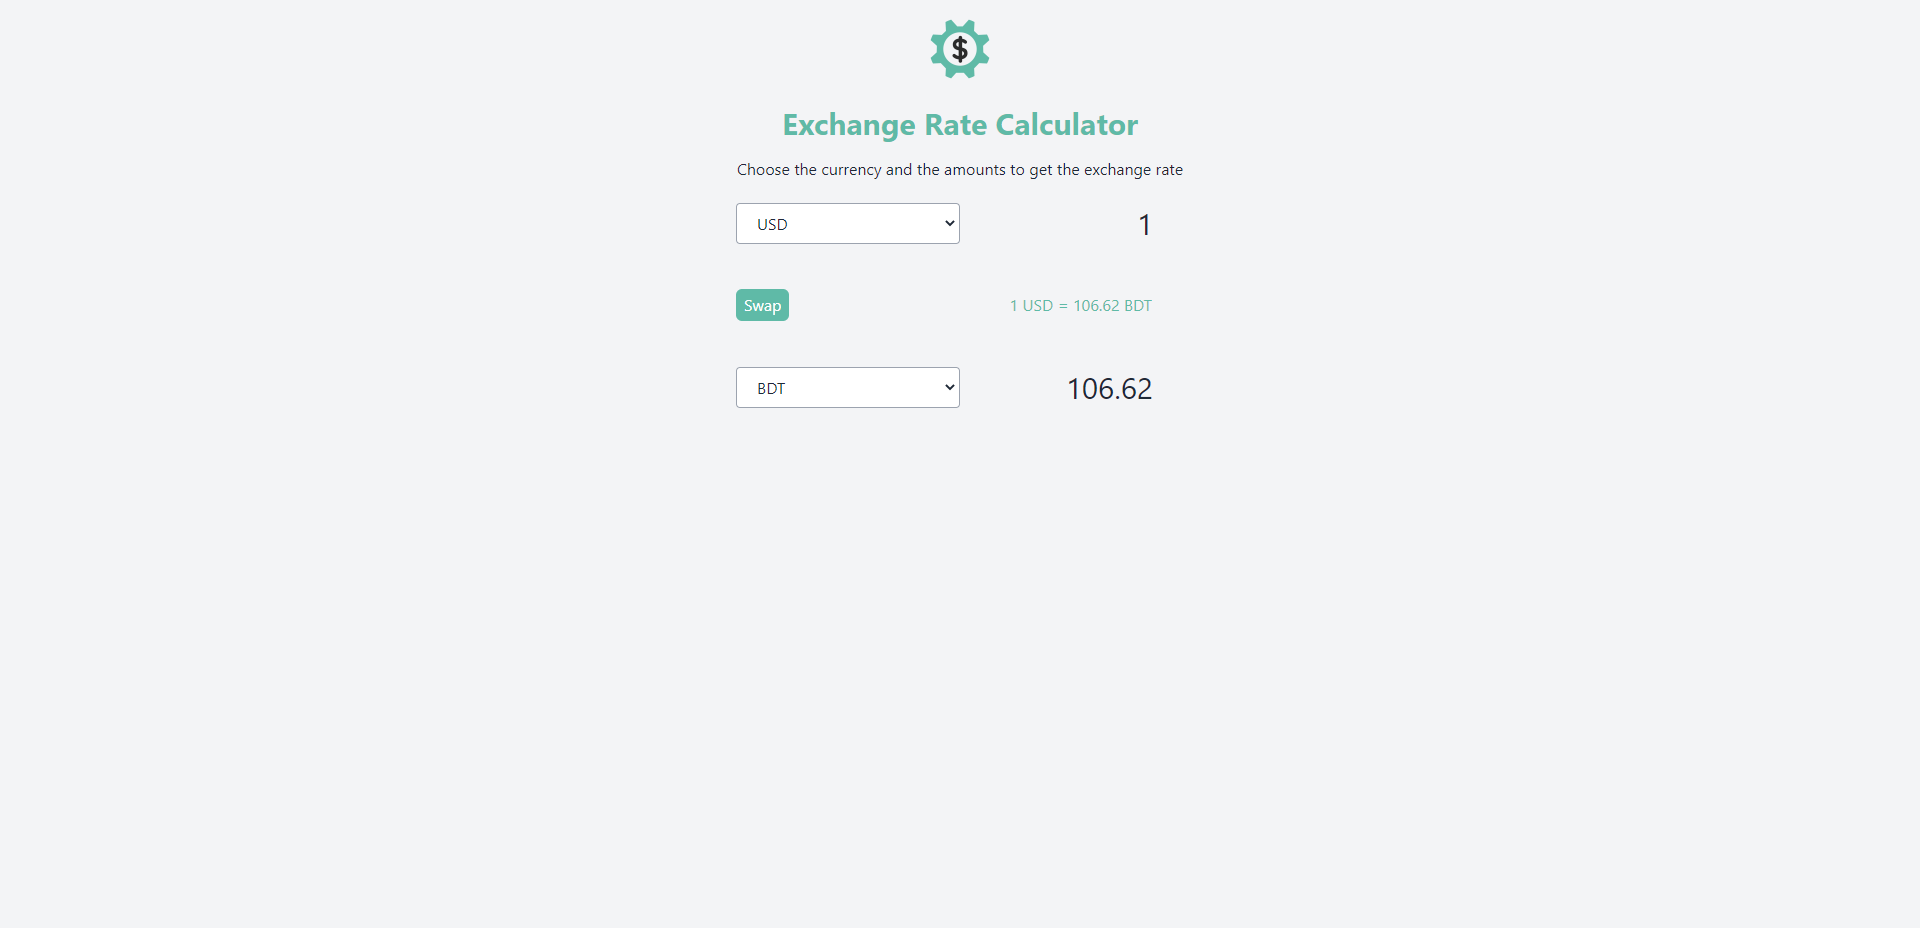 $
Exchange Rate Calculator
Choose the currency and the amounts to get the exchange rate
USD 1
Swap 1 USD = 106.62 BDT
BDT 106.62